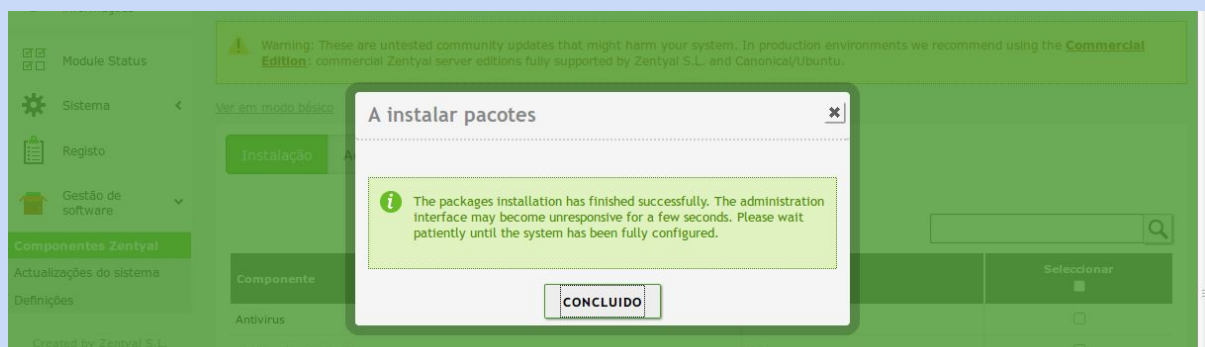 Module Status
Warning: These are untested community updates that might harm your system. In production environments we recommend using the Commercial
Edition: commercial Zentyal server editions fully supported by Zentyal S.L. and Canonical/Ubuntu.
Sistema
Ver em modo básico
A instalar pacotes
Registo
Instalação
Gestão de
software
The packages installation has finished successfully. The administration
interface may become unresponsive for a few seconds. Please wait
patiently until the system has been fully configured.
Componentes Zentyal
Actualizações do sistema
Componente
Seleccionar
Definições
CONCLUIDO
Antivirus
Created by Zentyal S.L.